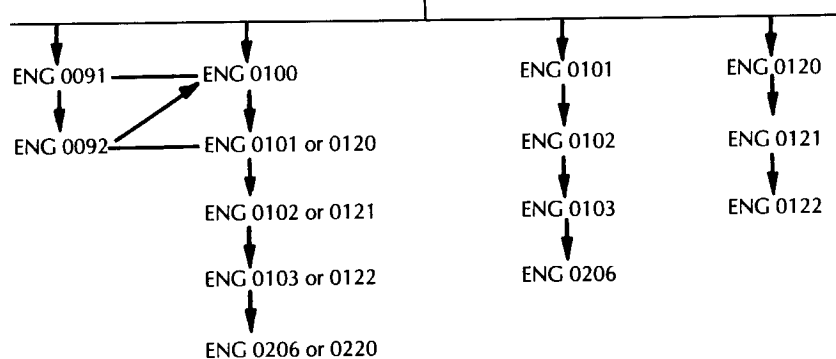 ENG 0091 ENG 0100 ENG 0101 ENG 0120
ENG 0092 ENG 0101 or 0120 ENG 0102 ENG 0121
ENG 0102 or 0121 ENG 0103 ENG 0122
ENG 0103 or 0122 ENG 0206
ENG 0206 or 0220